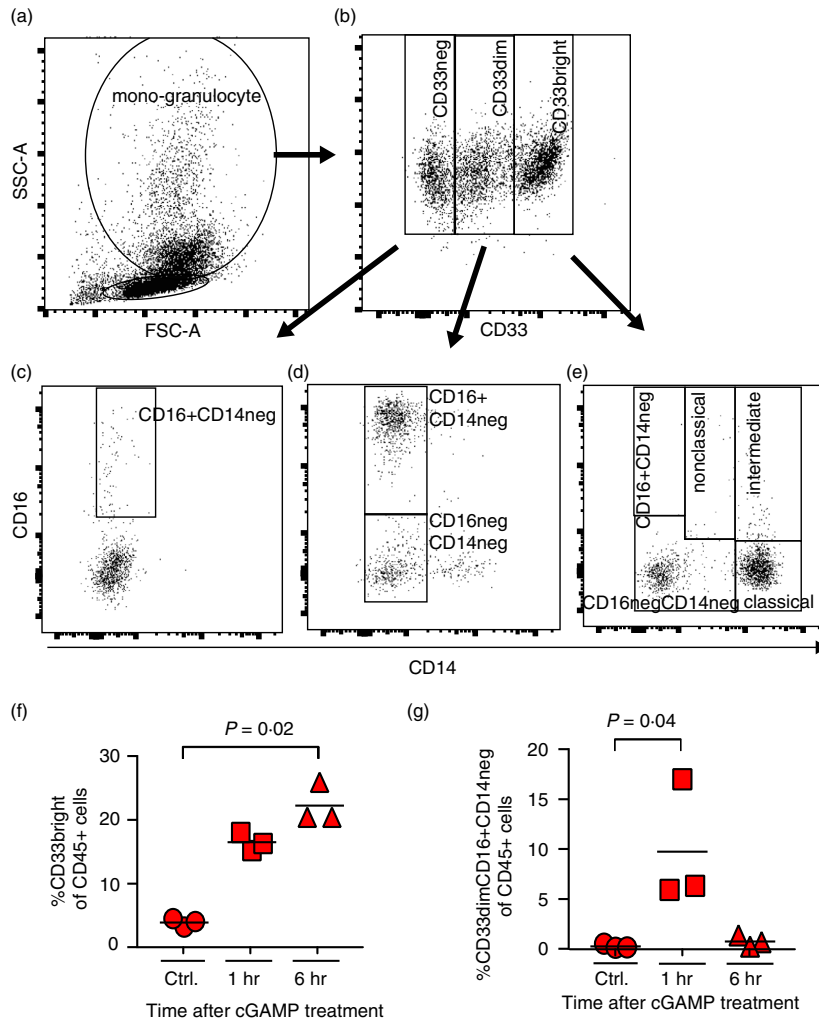 (a)
mono-granulocyte
SSC-A
FSC-A
(b)
CD33neg
CD33dim
CD33bright
CD33
(c)
CD16+CD14neg
CD16
(d)
CD16+
CD14neg
CD16neg
CD14neg
(e)
CD16+CD14neg
nonclassical
intermediate
CD16negCD14neg
classical
CD14
(f)
P = 0·02
30
20
10
0
%CD33bright
of CD45+ cells
Ctrl.
1 hr
6 hr
Time after cGAMP treatment
(g)
P = 0·04
20
15
10
5
0
%CD33dimCD16+CD14neg
of CD45+ cells
Ctrl.
1 hr
6 hr
Time after cGAMP treatment